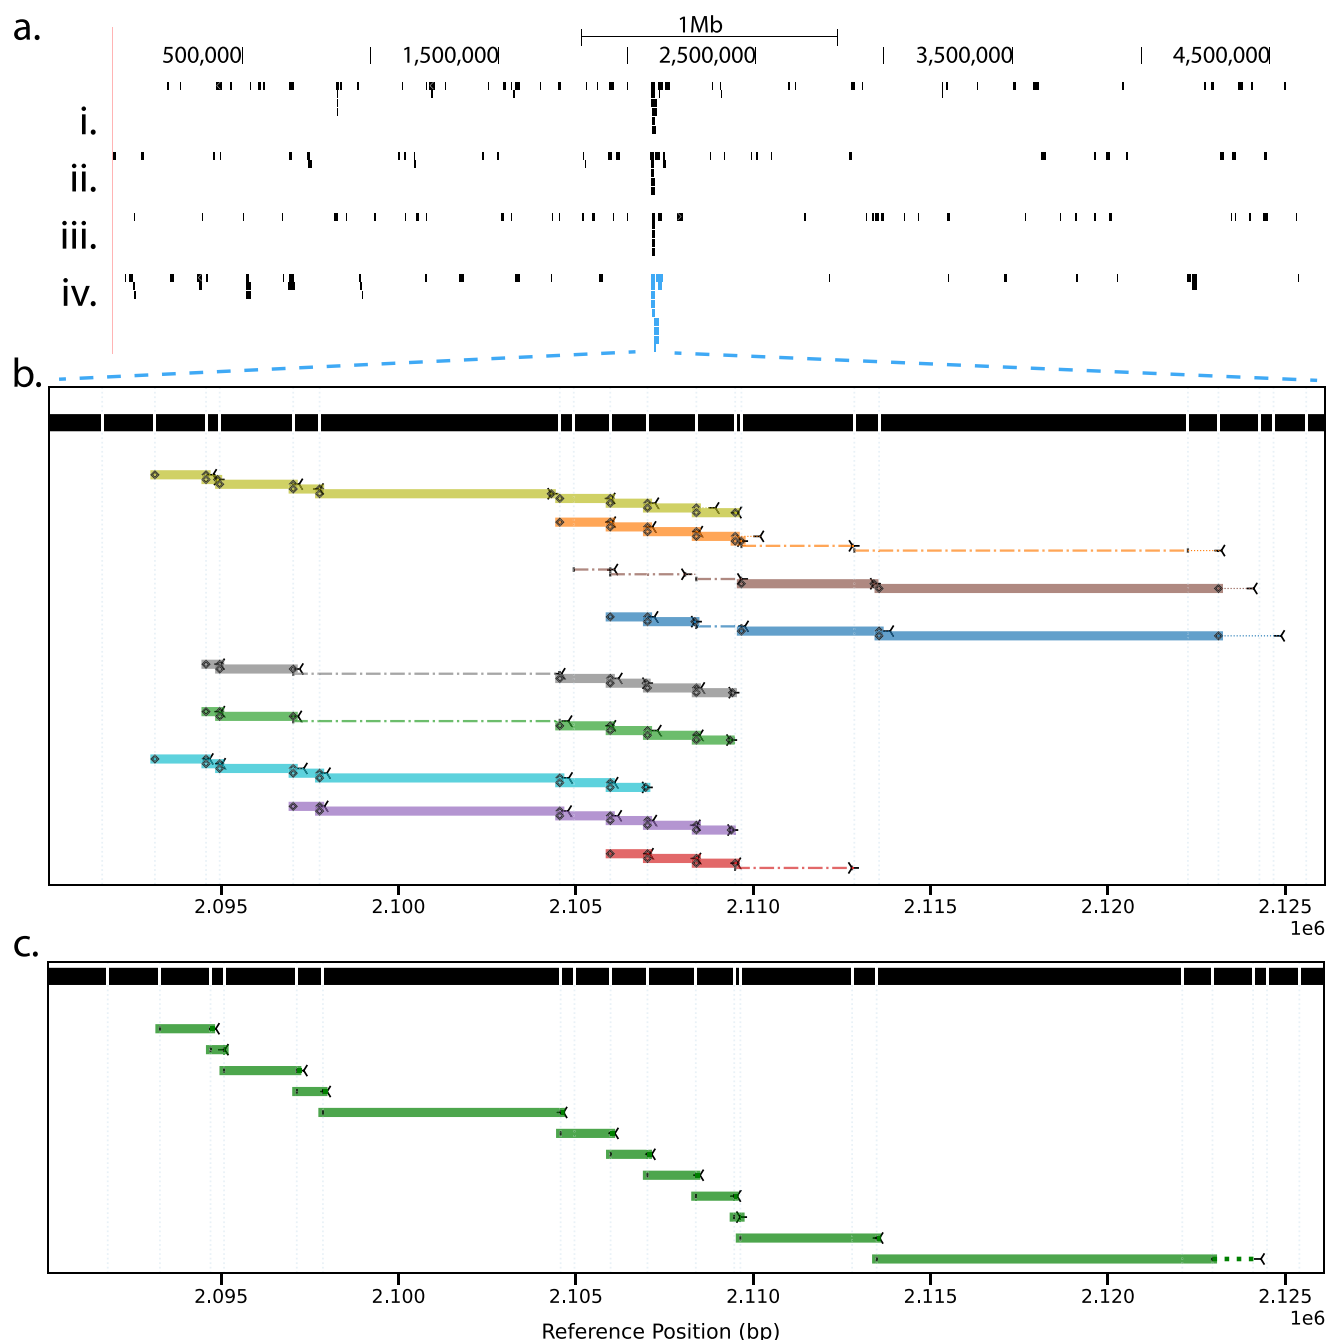 a.
1Mb
500,000 1,500,000 2,500,000 3,500,000 4,500,000
i.
ii.
iii.
iv.
b.
2.095 2.100 2.105 2.110 2.115 2.120 2.125
1e6
c.
2.095 2.100 2.105 2.110 2.115 2.120 2.125
1e6
Reference Position (bp)